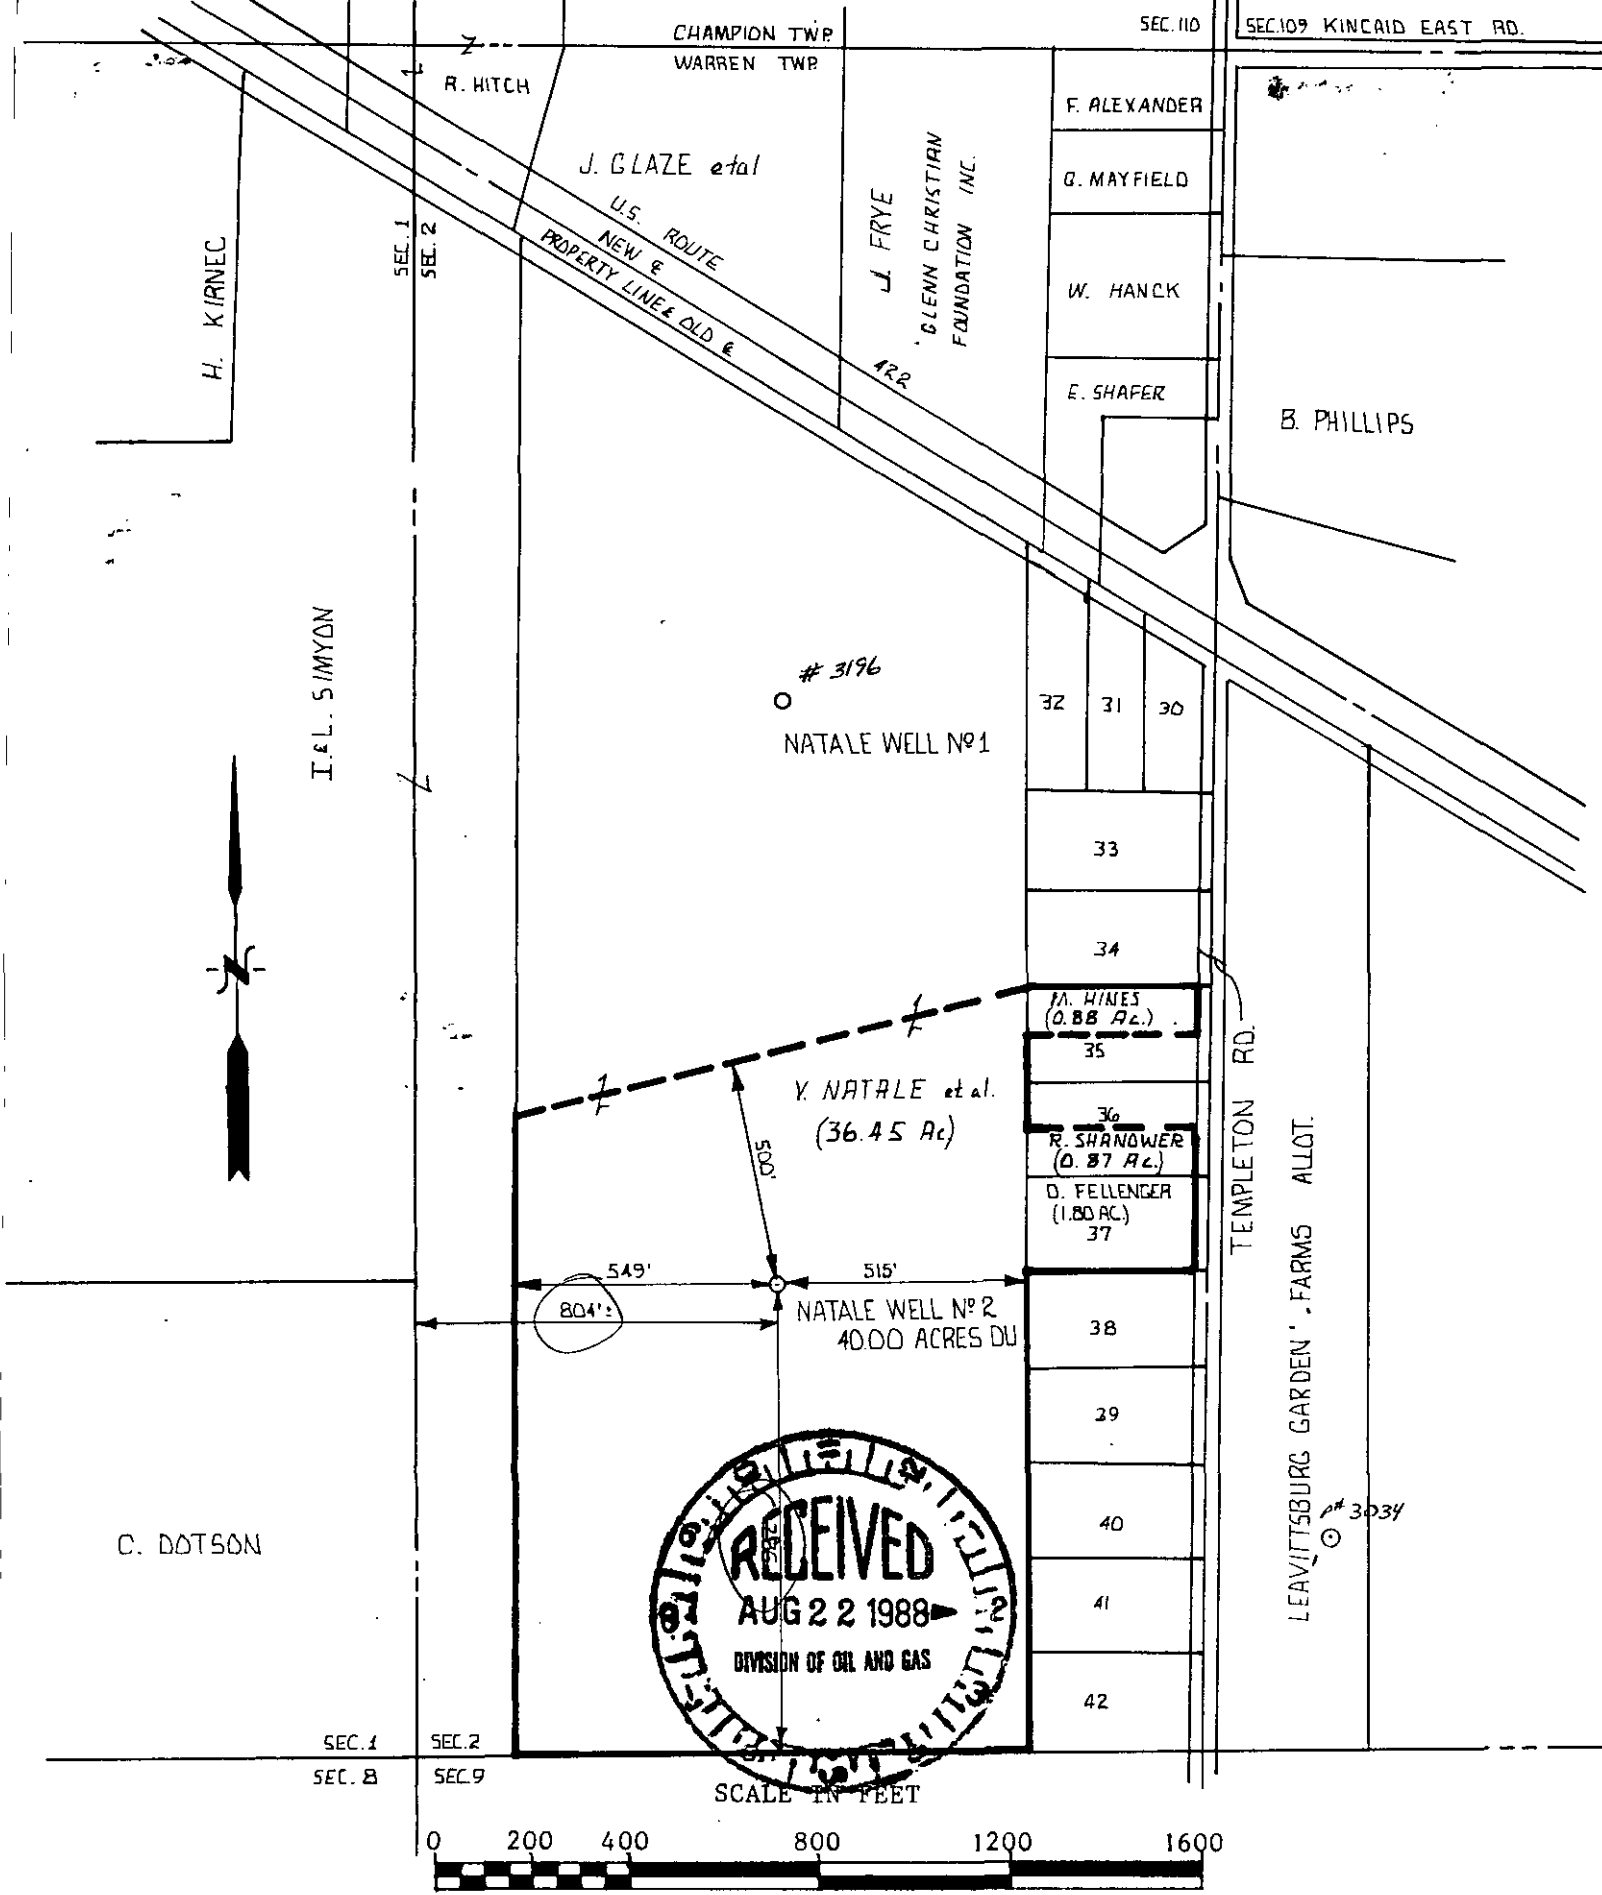 CHAMPION TWP.
WARREN TWP.
SEC. 110
SEC. 109 KINCAID EAST RD.
R. HITCH
F. ALEXANDER
J. GLAZE etal
G. MAYFIELD
J. FRYE
GLENN CHRISTIAN
FOUNDATION INC.
U.S. ROUTE
422
NEW ℄
PROPERTY LINE & OLD ℄
H. KIRNEC
SEC. 1
SEC. 2
W. HANCK
E. SHAFER
B. PHILLIPS
I. & L. SIMYON
# 3196
NATALE WELL Nº 1
32
31
30
33
34
M. HINES
(0.88 Ac.)
35
36
R. SHANOWER
(0.87 Ac.)
D. FELLENGER
(1.80 AC.)
37
Y. NATALE et al.
(36.45 Ac)
500'
TEMPLETON RD.
549'
515'
804'±
NATALE WELL Nº 2
40.00 ACRES DU
38
39
40
41
42
LEAVITTSBURG GARDEN FARMS ALLOT.
# 3034
C. DOTSON
RECEIVED
AUG 22 1988
DIVISION OF OIL AND GAS
SEC. 1
SEC. 2
SEC. 8
SEC. 9
SCALE IN FEET
0 200 400 800 1200 1600